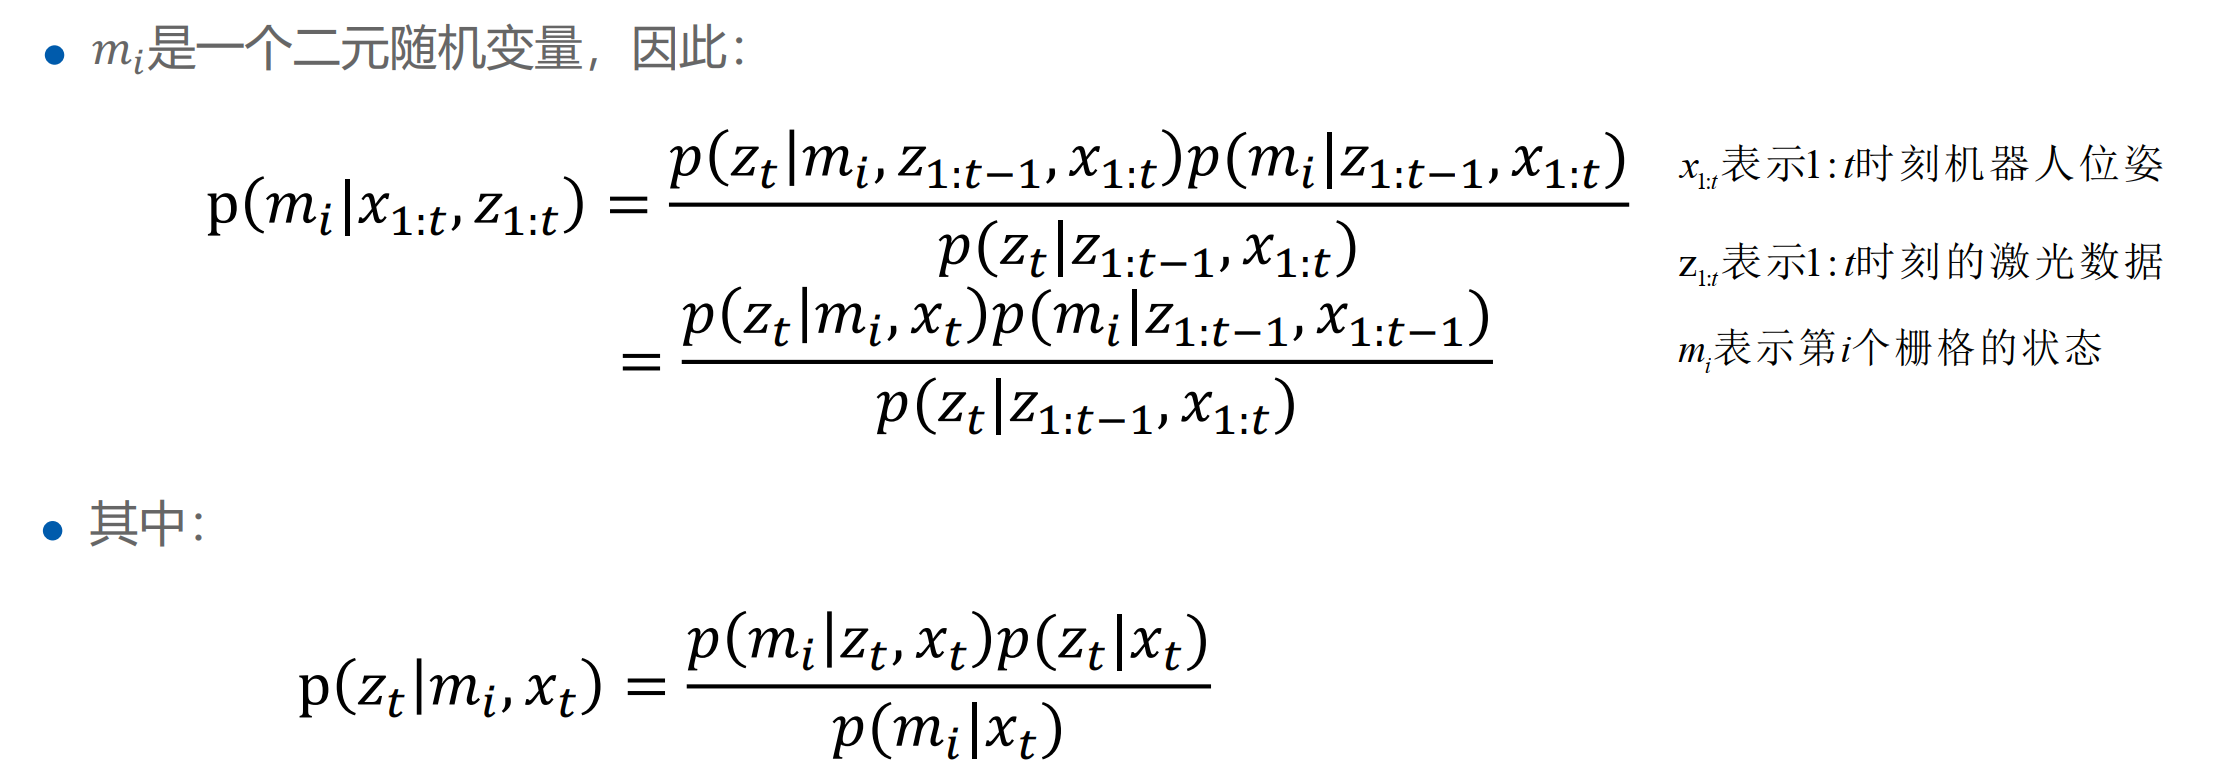 • m_i是一个二元随机变量，因此：
p(m_i|x_{1:t}, z_{1:t}) = \frac{p(z_t|m_i, z_{1:t-1}, x_{1:t})p(m_i|z_{1:t-1}, x_{1:t})}{p(z_t|z_{1:t-1}, x_{1:t})}
x_{1:t}表示1:t时刻机器人位姿
z_{1:t}表示1:t时刻的激光数据
= \frac{p(z_t|m_i, x_t)p(m_i|z_{1:t-1}, x_{1:t-1})}{p(z_t|z_{1:t-1}, x_{1:t})}
m_i表示第i个栅格的状态
• 其中：
p(z_t|m_i, x_t) = \frac{p(m_i|z_t, x_t)p(z_t|x_t)}{p(m_i|x_t)}